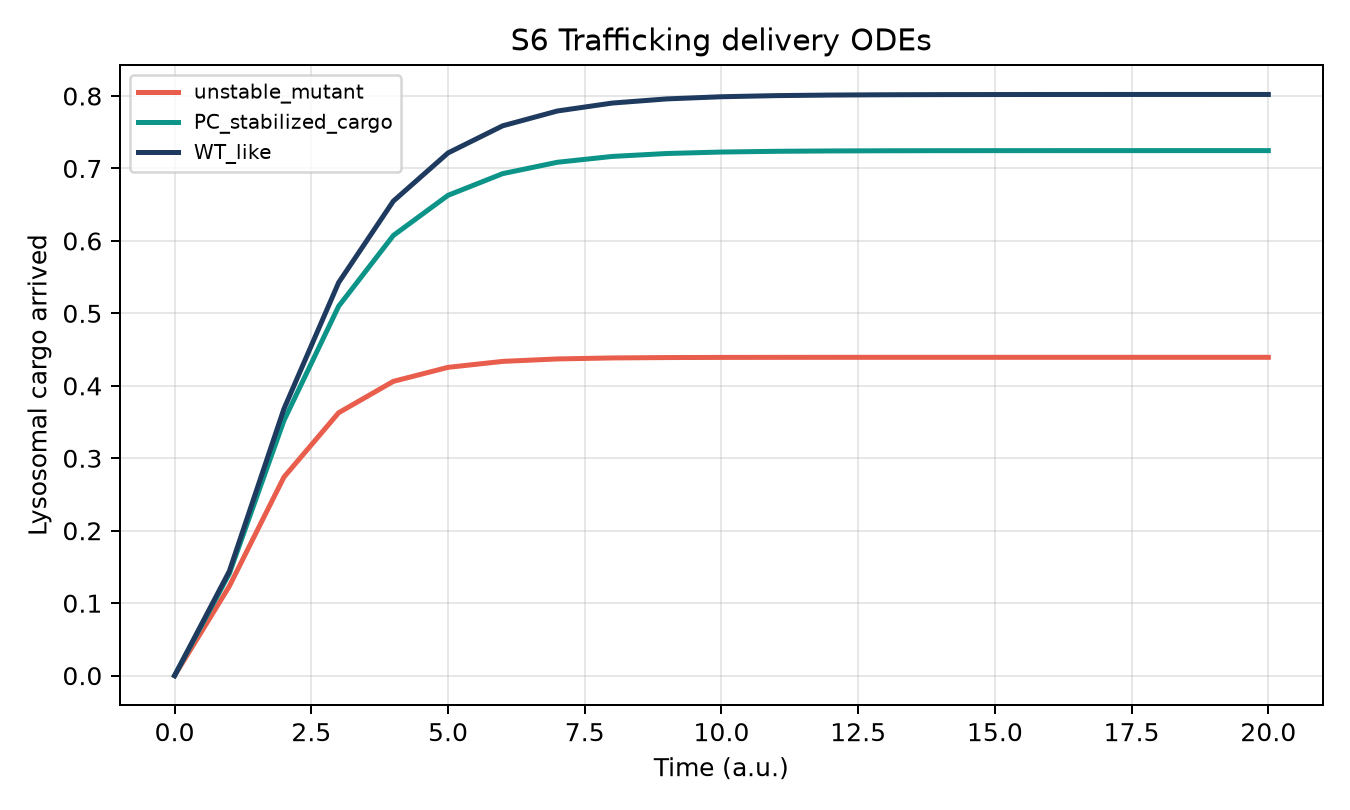 S6 Trafficking delivery ODEs
unstable_mutant
PC_stabilized_cargo
WT_like
Lysosomal cargo arrived
0.8
0.7
0.6
0.5
0.4
0.3
0.2
0.1
0.0
0.0 2.5 5.0 7.5 10.0 12.5 15.0 17.5 20.0
Time (a.u.)